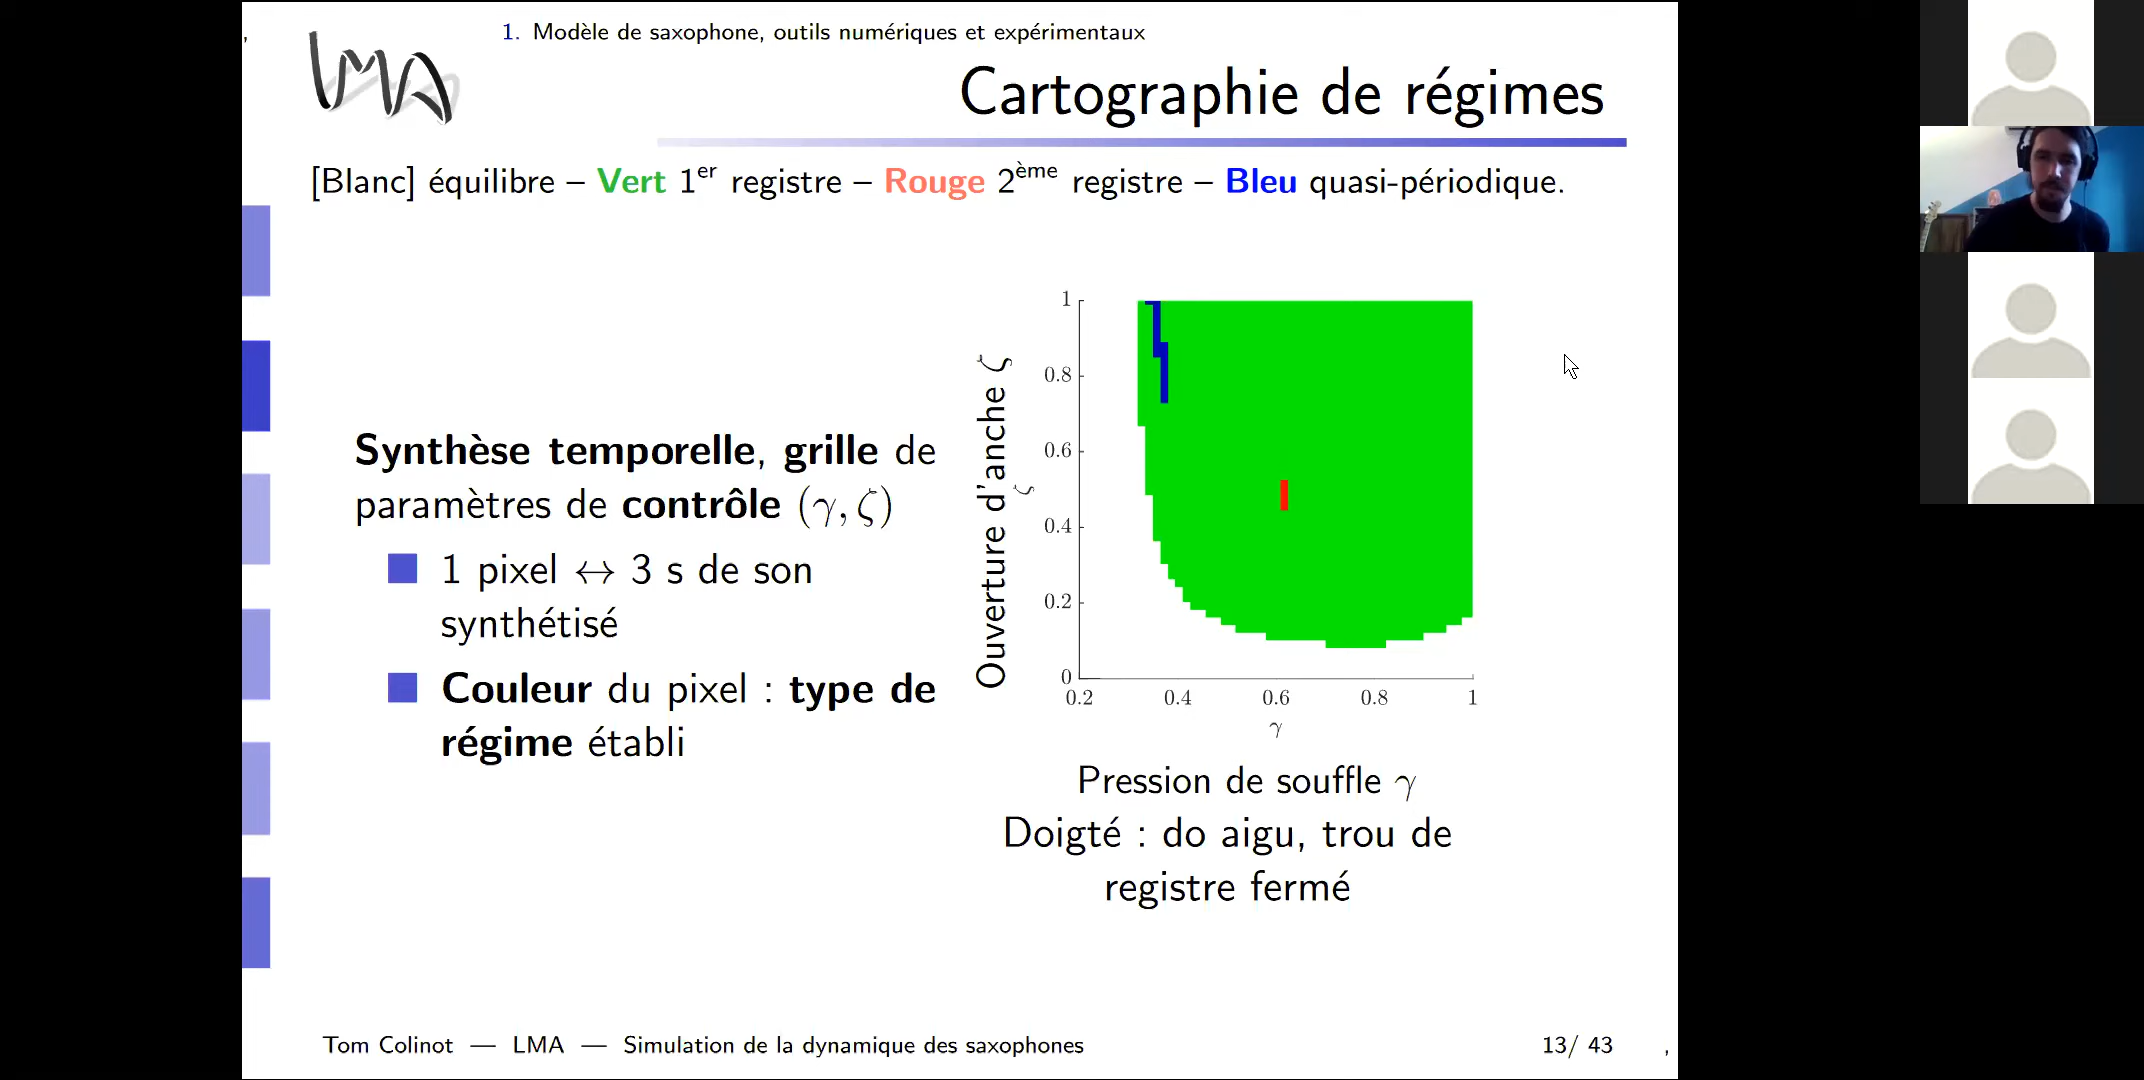 1. Modèle de saxophone, outils numériques et expérimentaux
LMA
Cartographie de régimes
[Blanc] équilibre – Vert 1er registre – Rouge 2ème registre – Bleu quasi-périodique.
Synthèse temporelle, grille de
paramètres de contrôle (γ, ζ)
1 pixel ↔ 3 s de son
synthétisé
Couleur du pixel : type de
régime établi
Ouverture d'anche ζ
ζ
1
0.8
0.6
0.4
0.2
0
0.2 0.4 0.6 0.8 1
γ
Pression de souffle γ
Doigté : do aigu, trou de
registre fermé
Tom Colinot — LMA — Simulation de la dynamique des saxophones
13/ 43